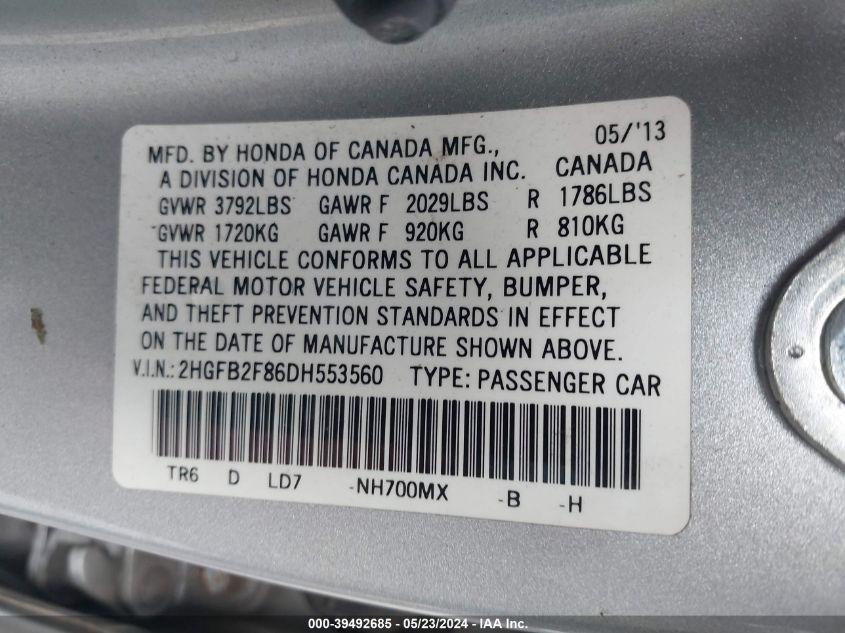 05/'13
MFD. BY HONDA OF CANADA MFG.,
A DIVISION OF HONDA CANADA INC. CANADA
GVWR 3792LBS GAWR F 2029LBS R 1786LBS
GVWR 1720KG GAWR F 920KG R 810KG
THIS VEHICLE CONFORMS TO ALL APPLICABLE
FEDERAL MOTOR VEHICLE SAFETY, BUMPER,
AND THEFT PREVENTION STANDARDS IN EFFECT
ON THE DATE OF MANUFACTURE SHOWN ABOVE.
V.I.N.: 2HGFB2F86DH553560 TYPE: PASSENGER CAR
TR6 D LD7 -NH700MX -B -H
000-39492685 - 05/23/2024 - IAA Inc.